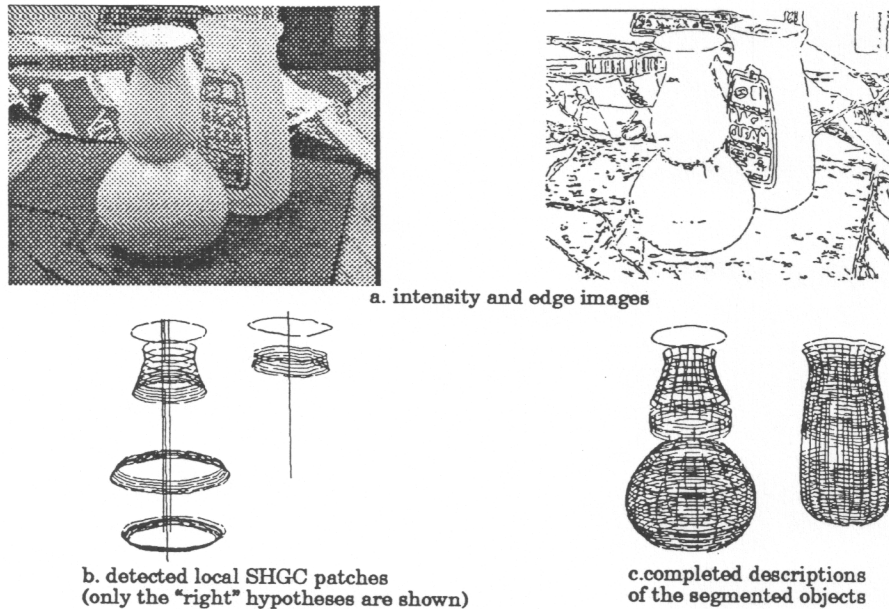 a. intensity and edge images
b. detected local SHGC patches
(only the "right" hypotheses are shown)
c.completed descriptions
of the segmented objects